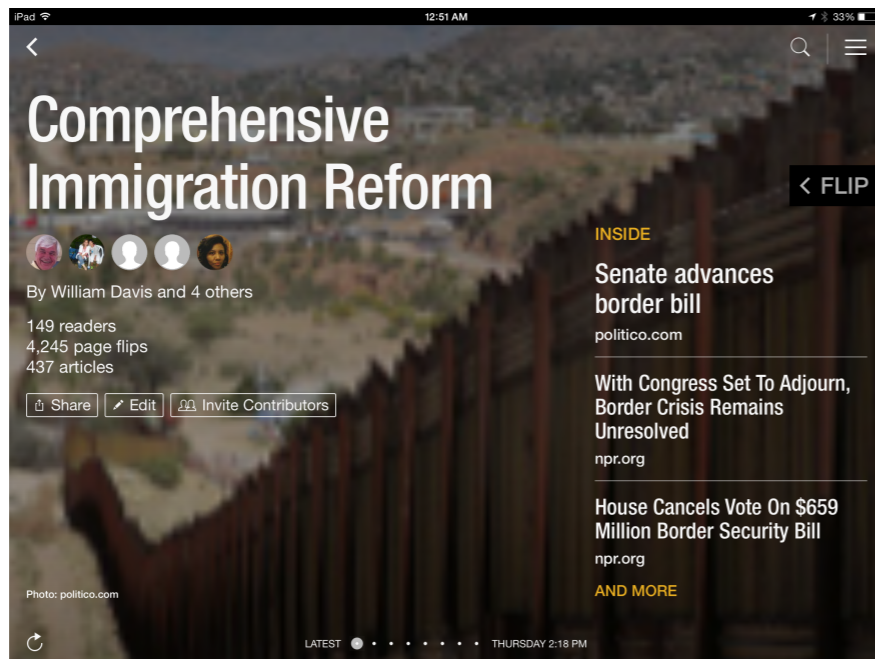 iPad
12:51 AM
33%
Comprehensive
Immigration Reform
By William Davis and 4 others
149 readers
4,245 page flips
437 articles
Share
Edit
Invite Contributors
FLIP
INSIDE
Senate advances
border bill
politico.com
With Congress Set To Adjourn,
Border Crisis Remains
Unresolved
npr.org
House Cancels Vote On $659
Million Border Security Bill
npr.org
AND MORE
Photo: politico.com
LATEST
THURSDAY 2:18 PM